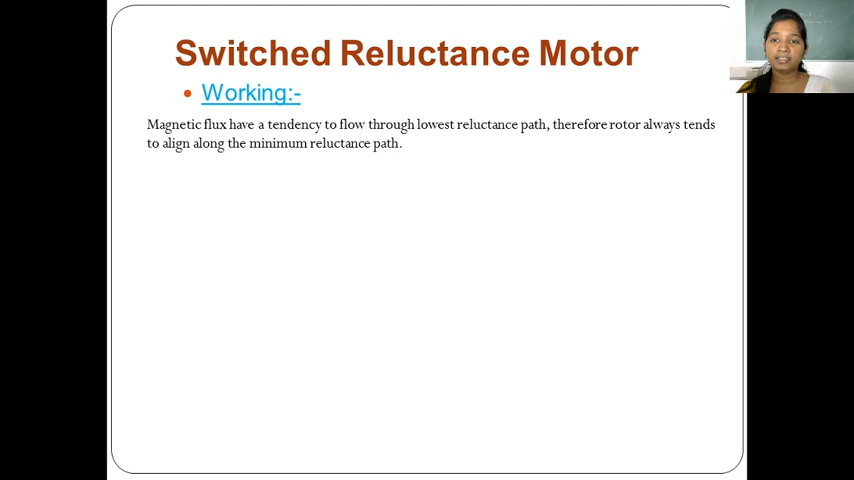 Switched Reluctance Motor
• Working:-
Magnetic flux have a tendency to flow through lowest reluctance path, therefore rotor always tends
to align along the minimum reluctance path.